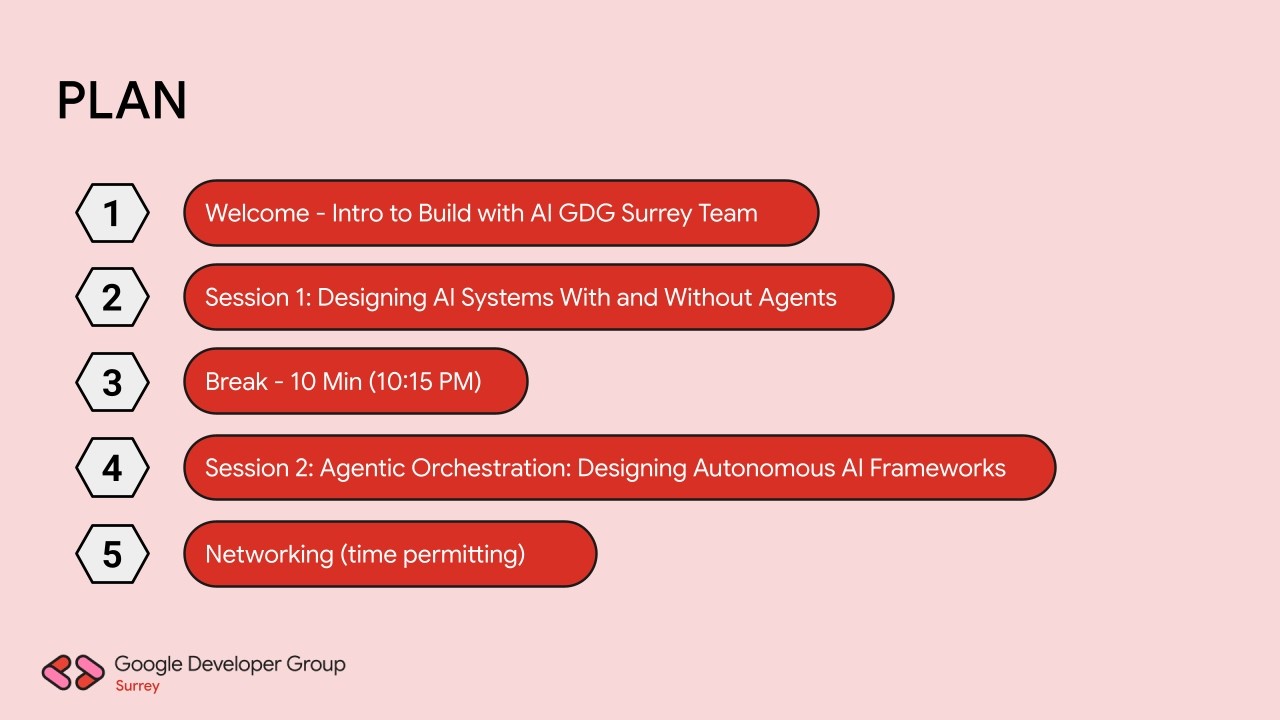 PLAN
1
Welcome - Intro to Build with AI GDG Surrey Team
2
Session 1: Designing AI Systems With and Without Agents
3
Break - 10 Min (10:15 PM)
4
Session 2: Agentic Orchestration: Designing Autonomous AI Frameworks
5
Networking (time permitting)
Google Developer Group
Surrey